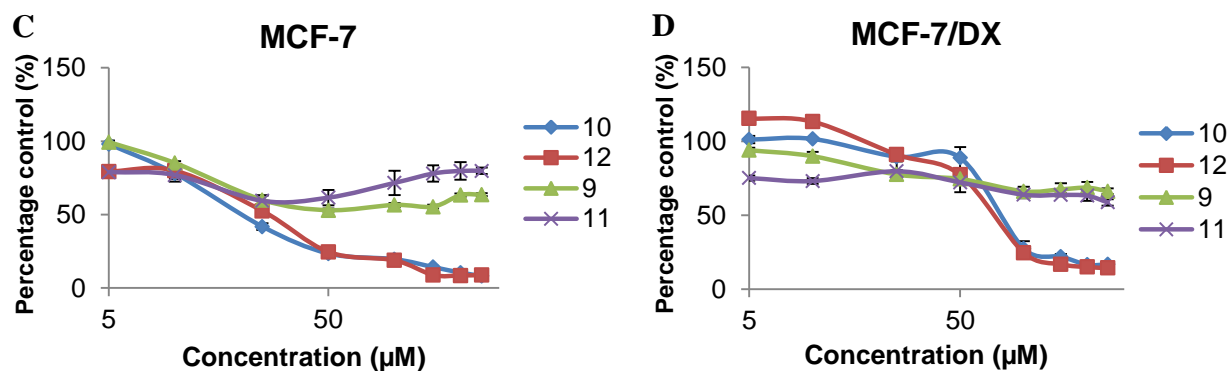 C
MCF-7
Percentage control (%)
150
100
50
0
5
50
Concentration (µM)
10
12
9
11
D
MCF-7/DX
Percentage control (%)
150
100
50
0
5
50
Concentration (µM)
10
12
9
11